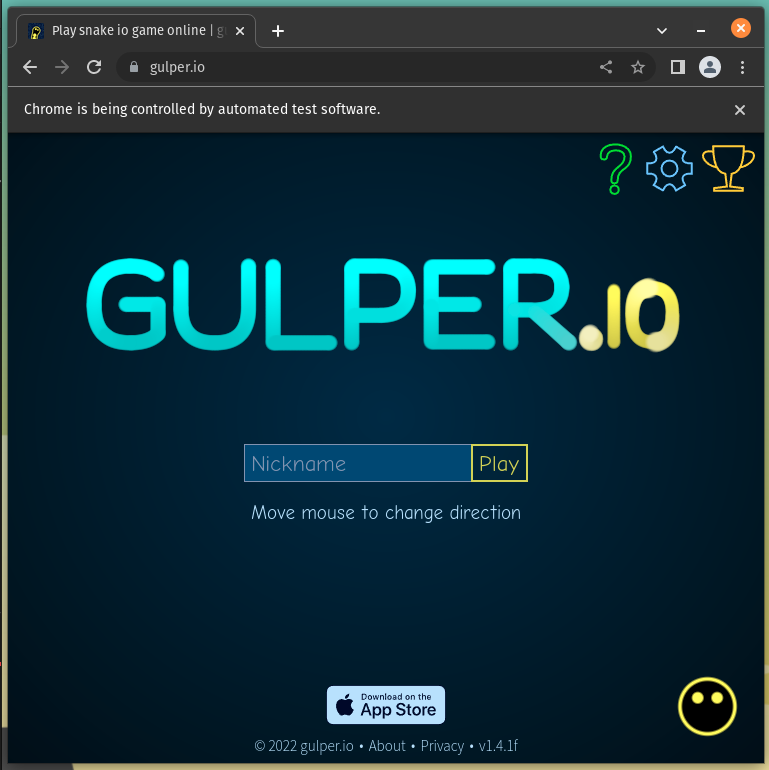 Play snake io game online | gu
gulper.io
Chrome is being controlled by automated test software.
GULPER.IO
Nickname
Play
Move mouse to change direction
Download on the
App Store
© 2022 gulper.io • About • Privacy • v1.4.1f